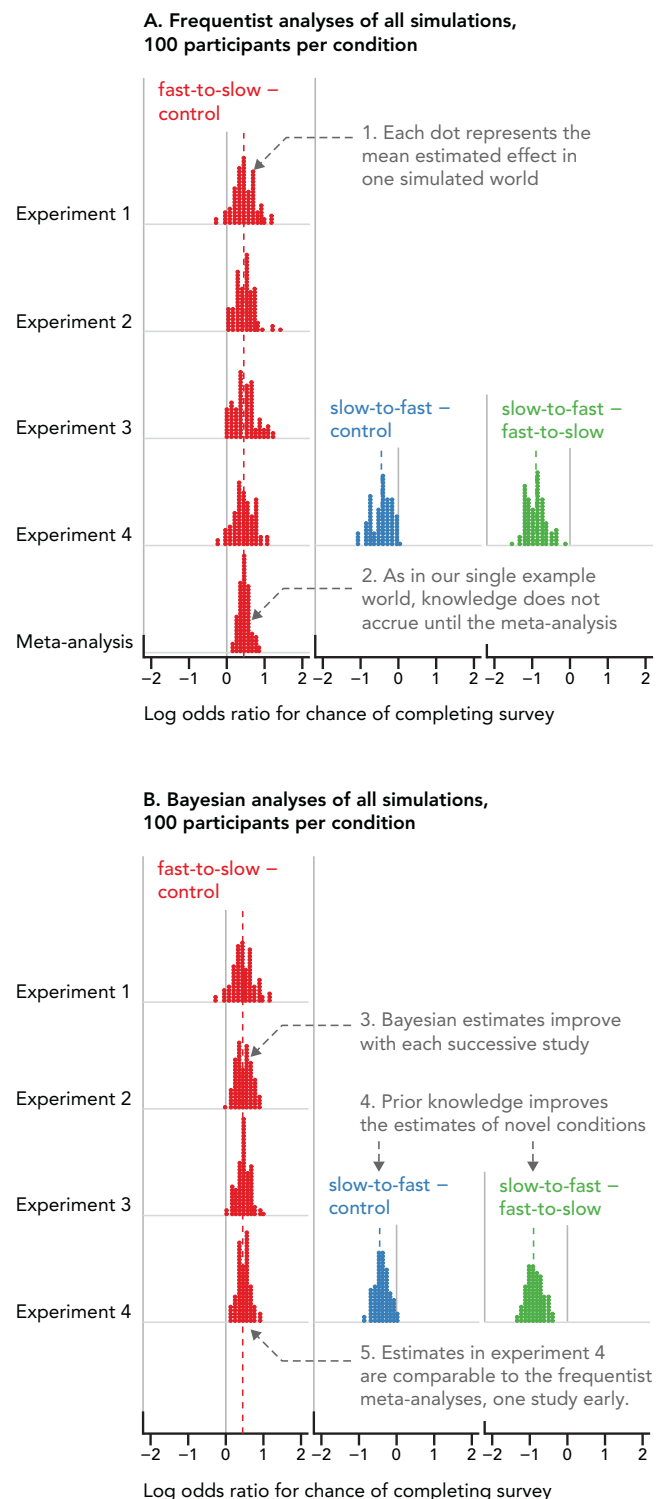 A. Frequentist analyses of all simulations,
100 participants per condition
fast-to-slow –
control
1. Each dot represents the
mean estimated effect in
one simulated world
Experiment 1
Experiment 2
Experiment 3
slow-to-fast –
control
slow-to-fast –
fast-to-slow
Experiment 4
2. As in our single example
world, knowledge does not
accrue until the meta-analysis
Meta-analysis
−2 −1 0 1 2 −2 −1 0 1 2 −2 −1 0 1 2
Log odds ratio for chance of completing survey
B. Bayesian analyses of all simulations,
100 participants per condition
fast-to-slow –
control
Experiment 1
3. Bayesian estimates improve
with each successive study
Experiment 2
4. Prior knowledge improves
the estimates of novel conditions
slow-to-fast –
control
slow-to-fast –
fast-to-slow
Experiment 3
Experiment 4
5. Estimates in experiment 4
are comparable to the frequentist
meta-analyses, one study early.
−2 −1 0 1 2 −2 −1 0 1 2 −2 −1 0 1 2
Log odds ratio for chance of completing survey